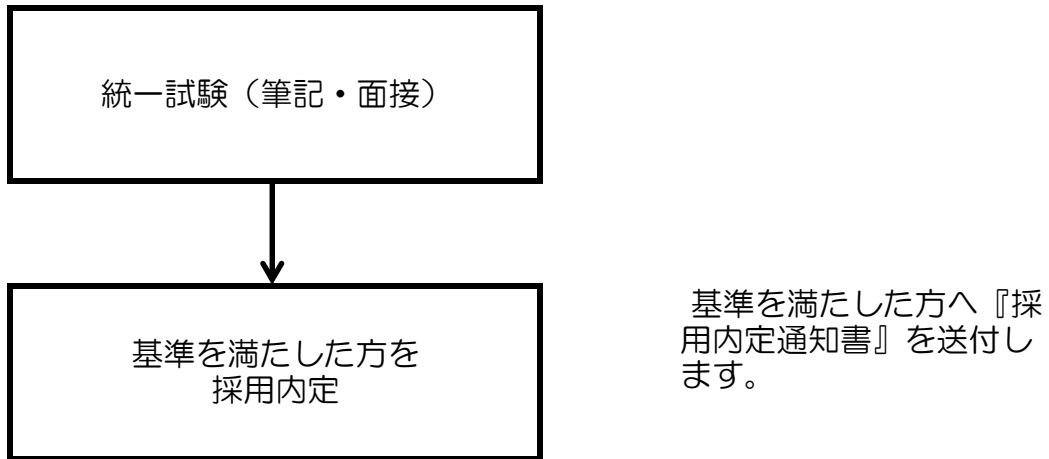 統一試験（筆記・面接）
基準を満たした方を
採用内定
基準を満たした方へ『採
用内定通知書』を送付し
ます。